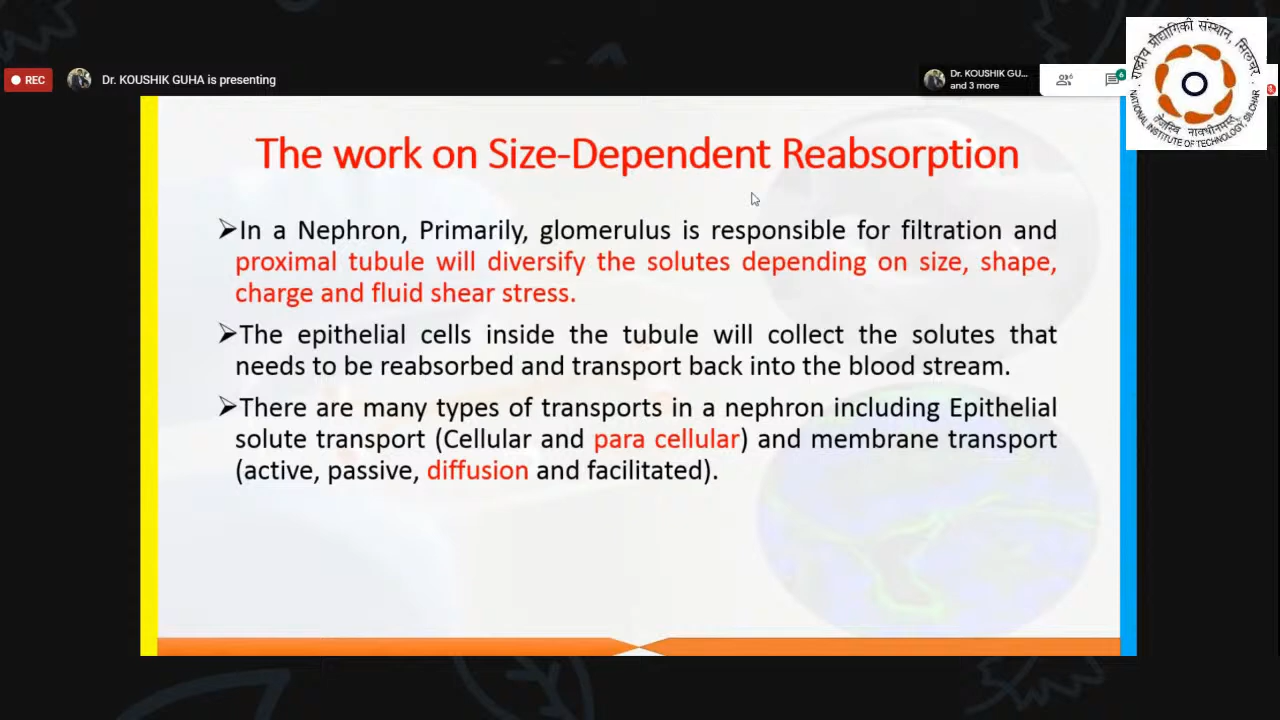 REC
Dr. KOUSHIK GUHA is presenting
Dr. KOUSHIK GU...
and 3 more
6
6
राष्ट्रीय प्रौद्योगिकी संस्थान, सिलचर
NATIONAL INSTITUTE OF TECHNOLOGY, SILCHAR
The work on Size-Dependent Reabsorption
➢In a Nephron, Primarily, glomerulus is responsible for filtration and
proximal tubule will diversify the solutes depending on size, shape,
charge and fluid shear stress.
➢The epithelial cells inside the tubule will collect the solutes that
needs to be reabsorbed and transport back into the blood stream.
➢There are many types of transports in a nephron including Epithelial
solute transport (Cellular and para cellular) and membrane transport
(active, passive, diffusion and facilitated).